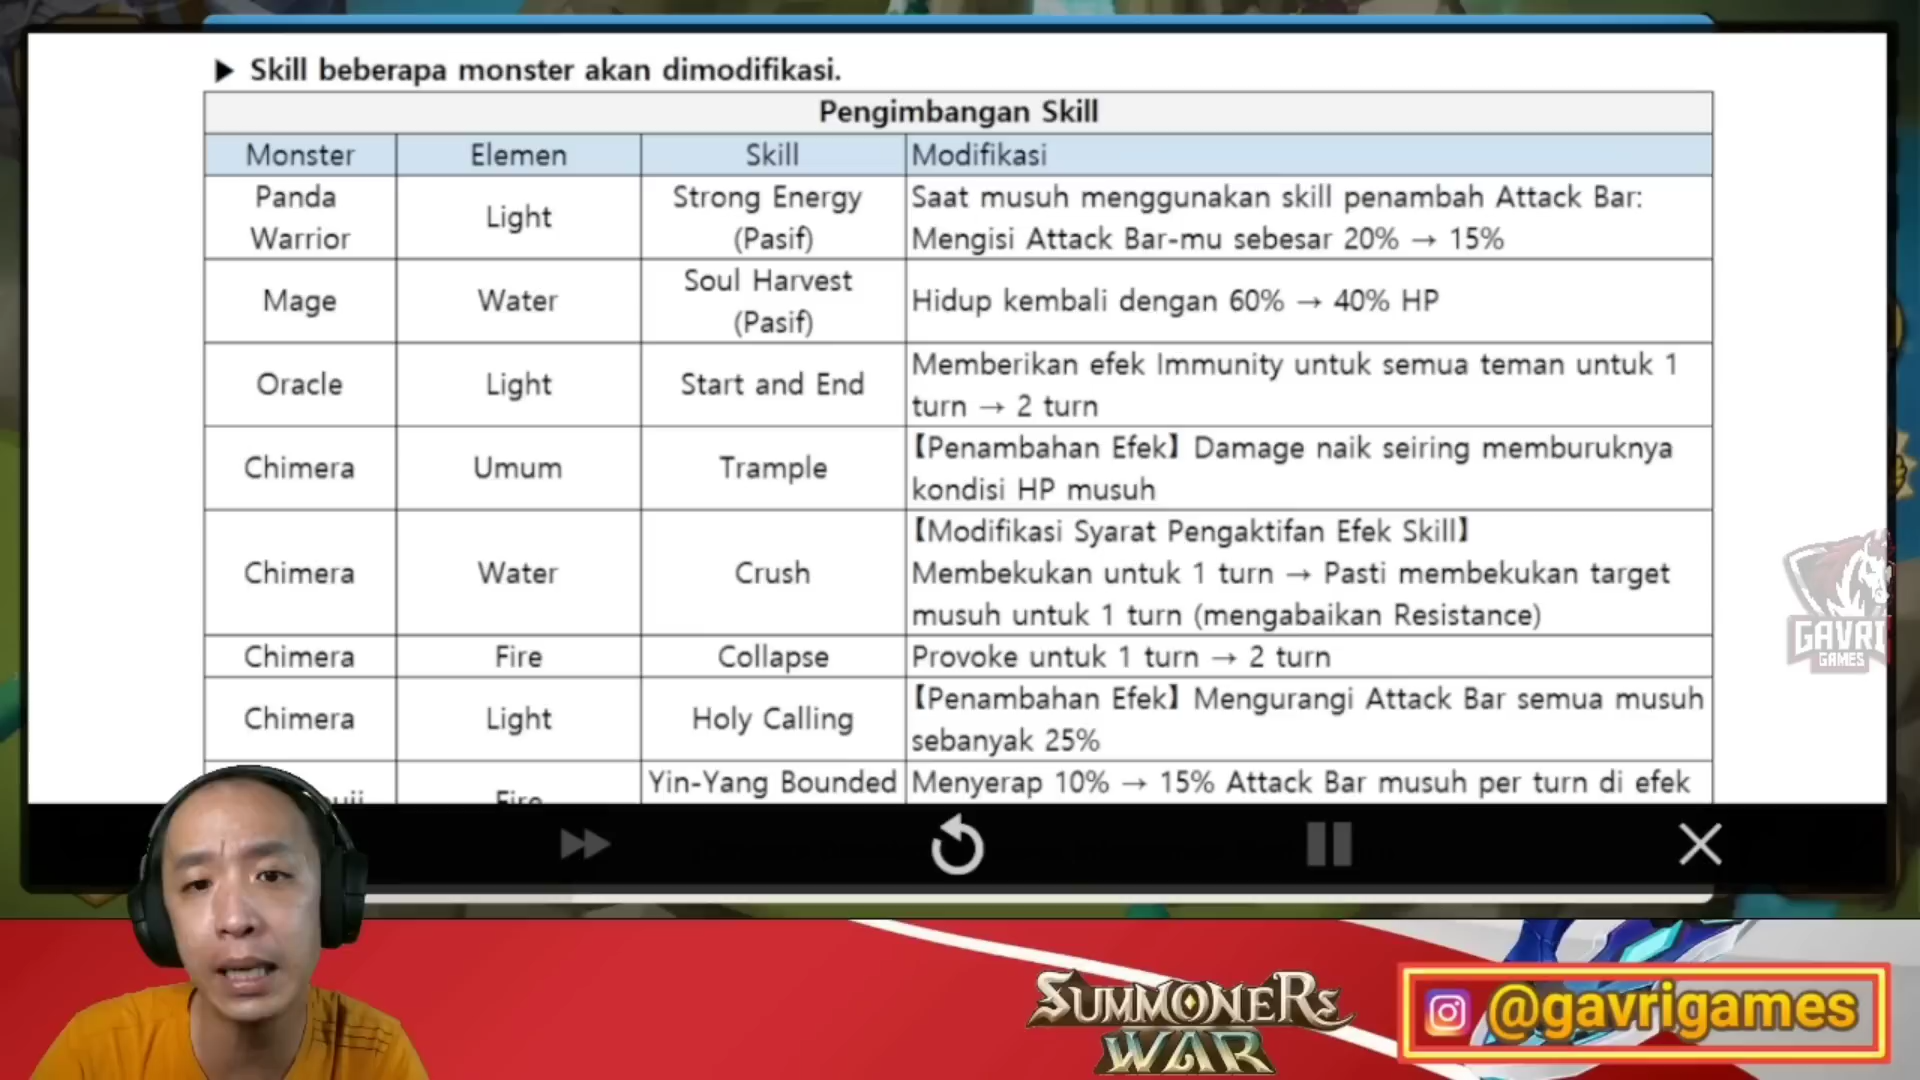 ▶ Skill beberapa monster akan dimodifikasi.
Pengimbangan Skill
Monster Elemen Skill Modifikasi
Panda Warrior Light Strong Energy (Pasif) Saat musuh menggunakan skill penambah Attack Bar:
Mengisi Attack Bar-mu sebesar 20% → 15%
Mage Water Soul Harvest (Pasif) Hidup kembali dengan 60% → 40% HP
Oracle Light Start and End Memberikan efek Immunity untuk semua teman untuk 1
turn → 2 turn
Chimera Umum Trample 【Penambahan Efek】 Damage naik seiring memburuknya
kondisi HP musuh
Chimera Water Crush 【Modifikasi Syarat Pengaktifan Efek Skill】
Membekukan untuk 1 turn → Pasti membekukan target
musuh untuk 1 turn (mengabaikan Resistance)
Chimera Fire Collapse Provoke untuk 1 turn → 2 turn
Chimera Light Holy Calling 【Penambahan Efek】 Mengurangi Attack Bar semua musuh
sebanyak 25%
Fire Yin-Yang Bounded Menyerap 10% → 15% Attack Bar musuh per turn di efek
GAVRI
GAMES
SUMMONERS
WAR
@gavrigames